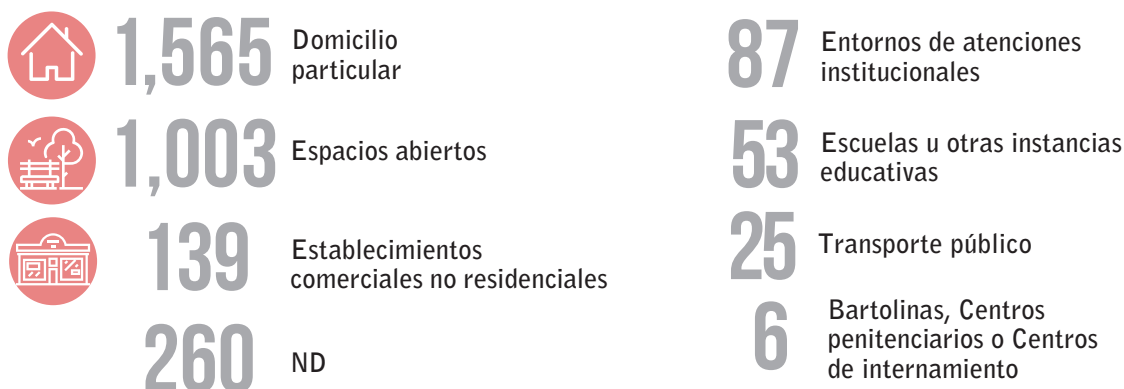 1,565
Domicilio
particular
1,003
Espacios abiertos
139
Establecimientos
comerciales no residenciales
260
ND
87
Entornos de atenciones
institucionales
53
Escuelas u otras instancias
educativas
25
Transporte público
6
Bartolinas, Centros
penitenciarios o Centros
de internamiento